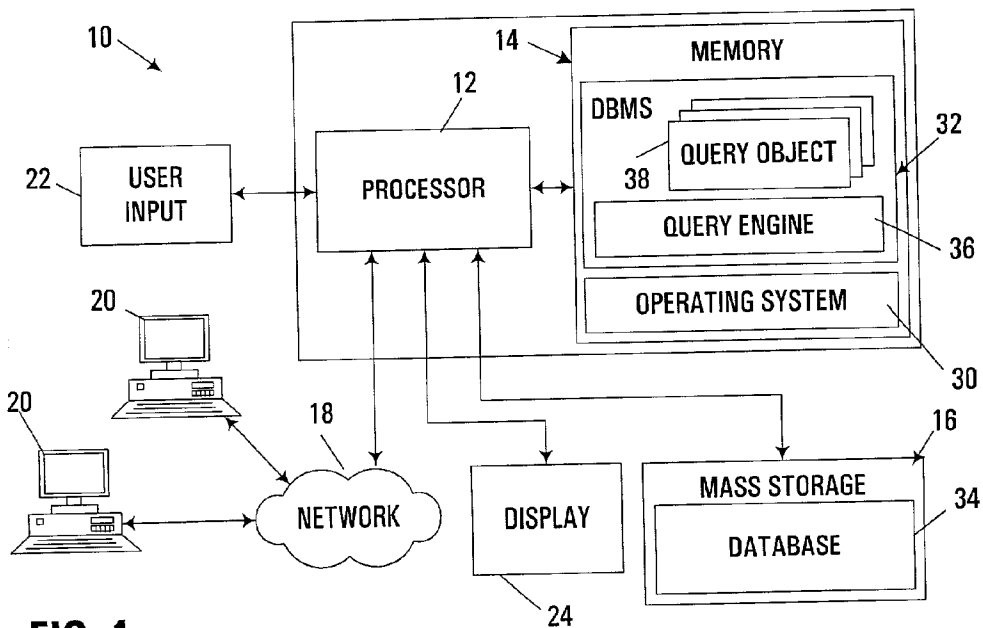 10
14
MEMORY
12
DBMS
32
22
USER
INPUT
PROCESSOR
38
QUERY OBJECT
QUERY ENGINE
36
OPERATING SYSTEM
30
20
20
18
NETWORK
DISPLAY
24
16
MASS STORAGE
34
DATABASE